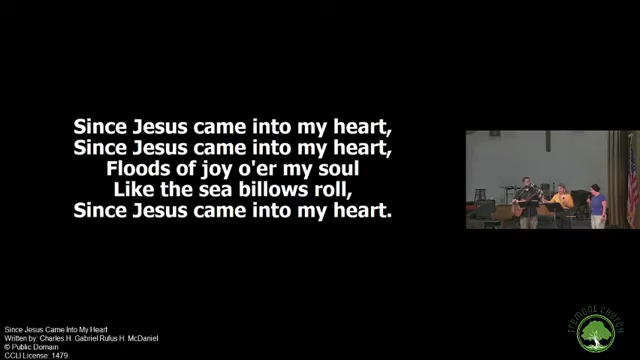 Since Jesus came into my heart,
Since Jesus came into my heart,
Floods of joy o'er my soul
Like the sea billows roll,
Since Jesus came into my heart.
Since Jesus Came Into My Heart
Written by: Charles H. Gabriel Rufus H. McDaniel
© Public Domain
CCLI License: 1479
TREMONT CHURCH